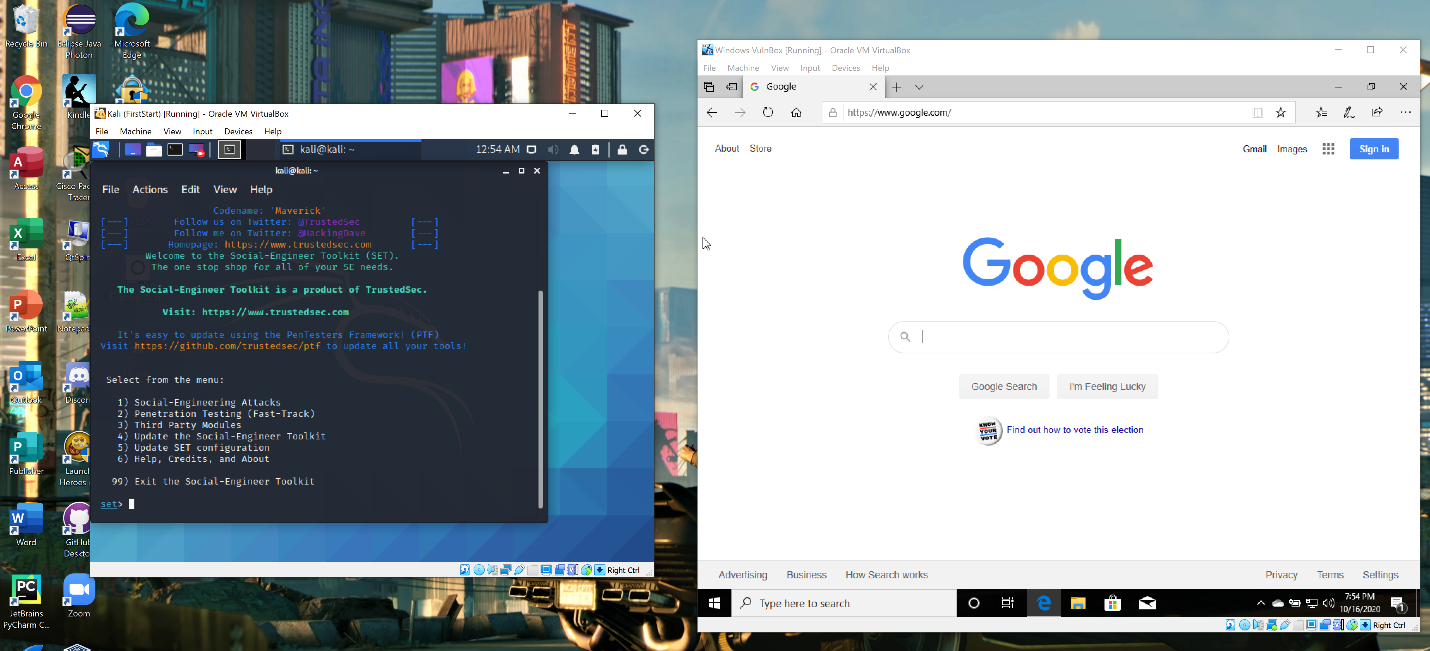 Recycle Bin
Eclipse Java
Photon
Microsoft
Edge
Google
Chrome
Kindle
Access
Cisco Pac
Tracer
Excel
PowerPoint
Outlook
Discord
Publisher
Launch
Heroes
Word
GitHub
Deskto
JetBrains
PyCharm C...
Zoom
Kali (FirstStart) [Running] - Oracle VM VirtualBox
File Machine View Input Devices Help
kali@kali: ~
12:54 AM
kali@kali: ~
File Actions Edit View Help
Codename: 'Maverick'
[---] Follow us on Twitter: @TrustedSec [---]
[---] Follow me on Twitter: @HackingDave [---]
[---] Homepage: https://www.trustedsec.com [---]
Welcome to the Social-Engineer Toolkit (SET).
The one stop shop for all of your SE needs.
The Social-Engineer Toolkit is a product of TrustedSec.
Visit: https://www.trustedsec.com
It's easy to update using the PenTesters Framework! (PTF)
Visit https://github.com/trustedsec/ptf to update all your tools!
Select from the menu:
1) Social-Engineering Attacks
2) Penetration Testing (Fast-Track)
3) Third Party Modules
4) Update the Social-Engineer Toolkit
5) Update SET configuration
6) Help, Credits, and About
99) Exit the Social-Engineer Toolkit
set>
Right Ctrl
Windows VulnBox [Running] - Oracle VM VirtualBox
File Machine View Input Devices Help
Google
https://www.google.com/
About Store
Gmail Images Sign in
Google
Google Search I'm Feeling Lucky
KNOW YOUR VOTE
Find out how to vote this election
Advertising Business How Search works
Privacy Terms Settings
Type here to search
7:54 PM
10/16/2020
1
Right Ctrl